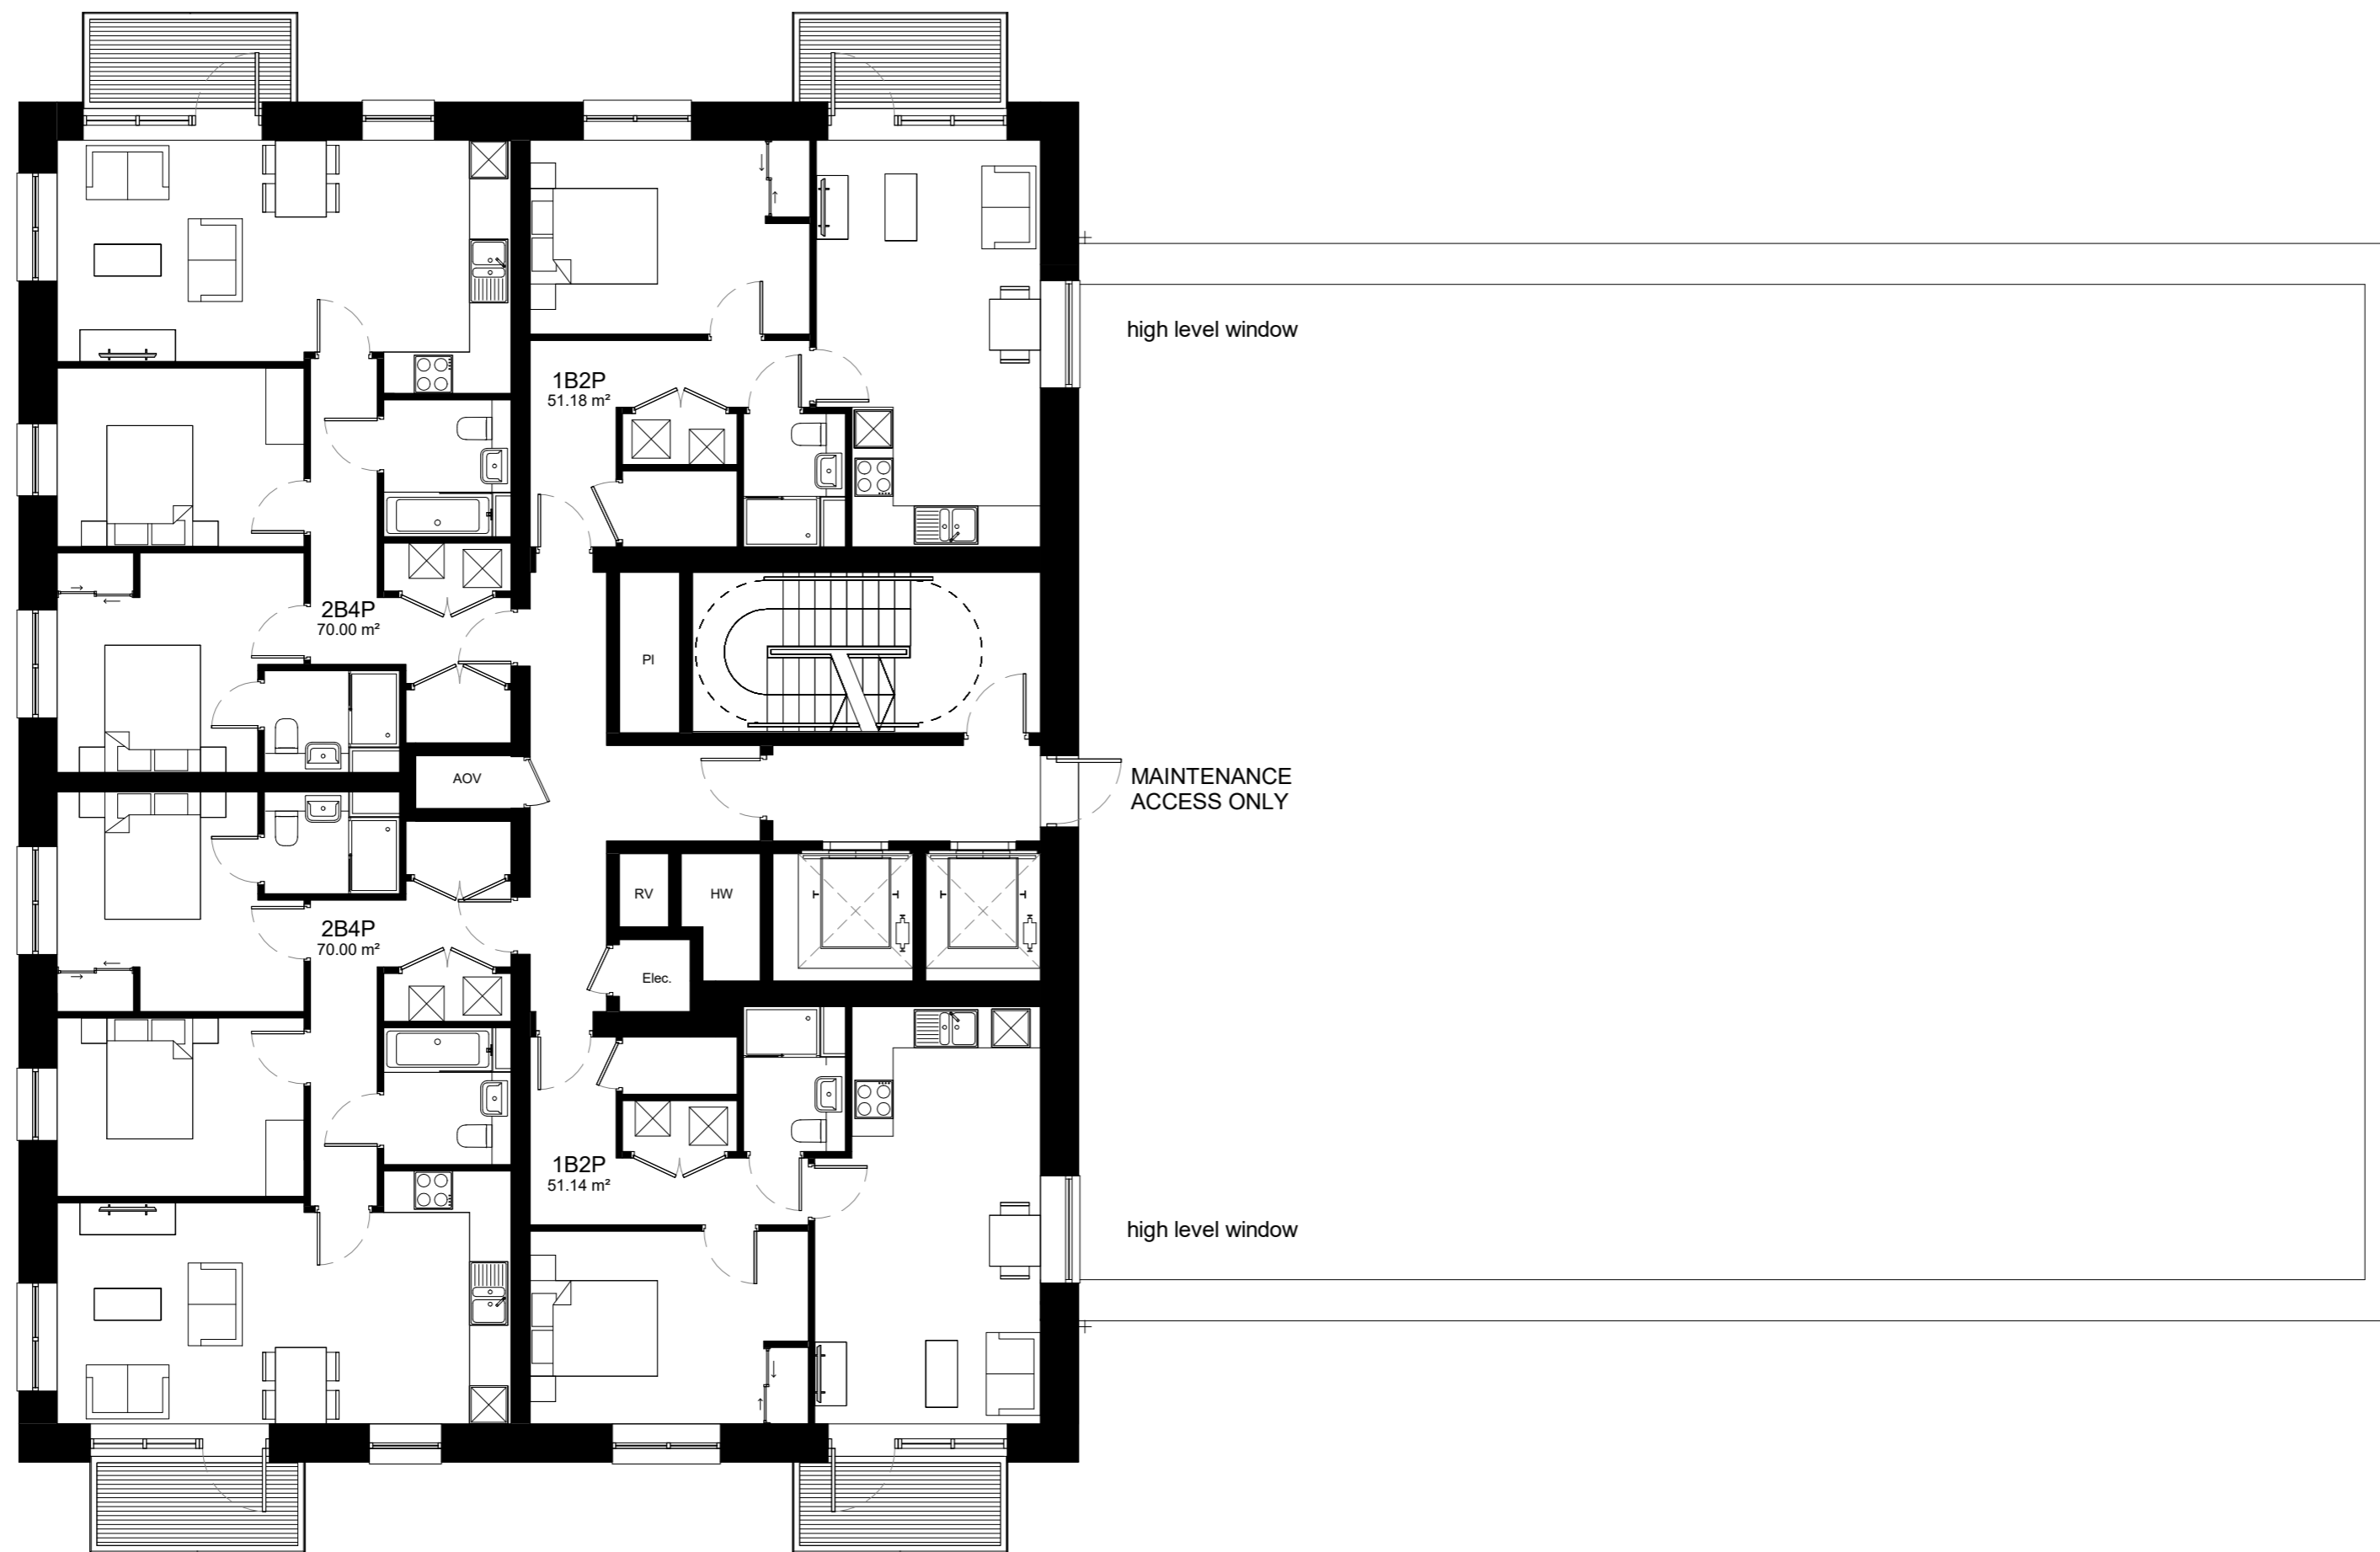 high level window
1B2P
51.18 m²
2B4P
70.00 m²
PI
AOV
MAINTENANCE
ACCESS ONLY
RV
HW
2B4P
70.00 m²
Elec.
1B2P
51.14 m²
high level window